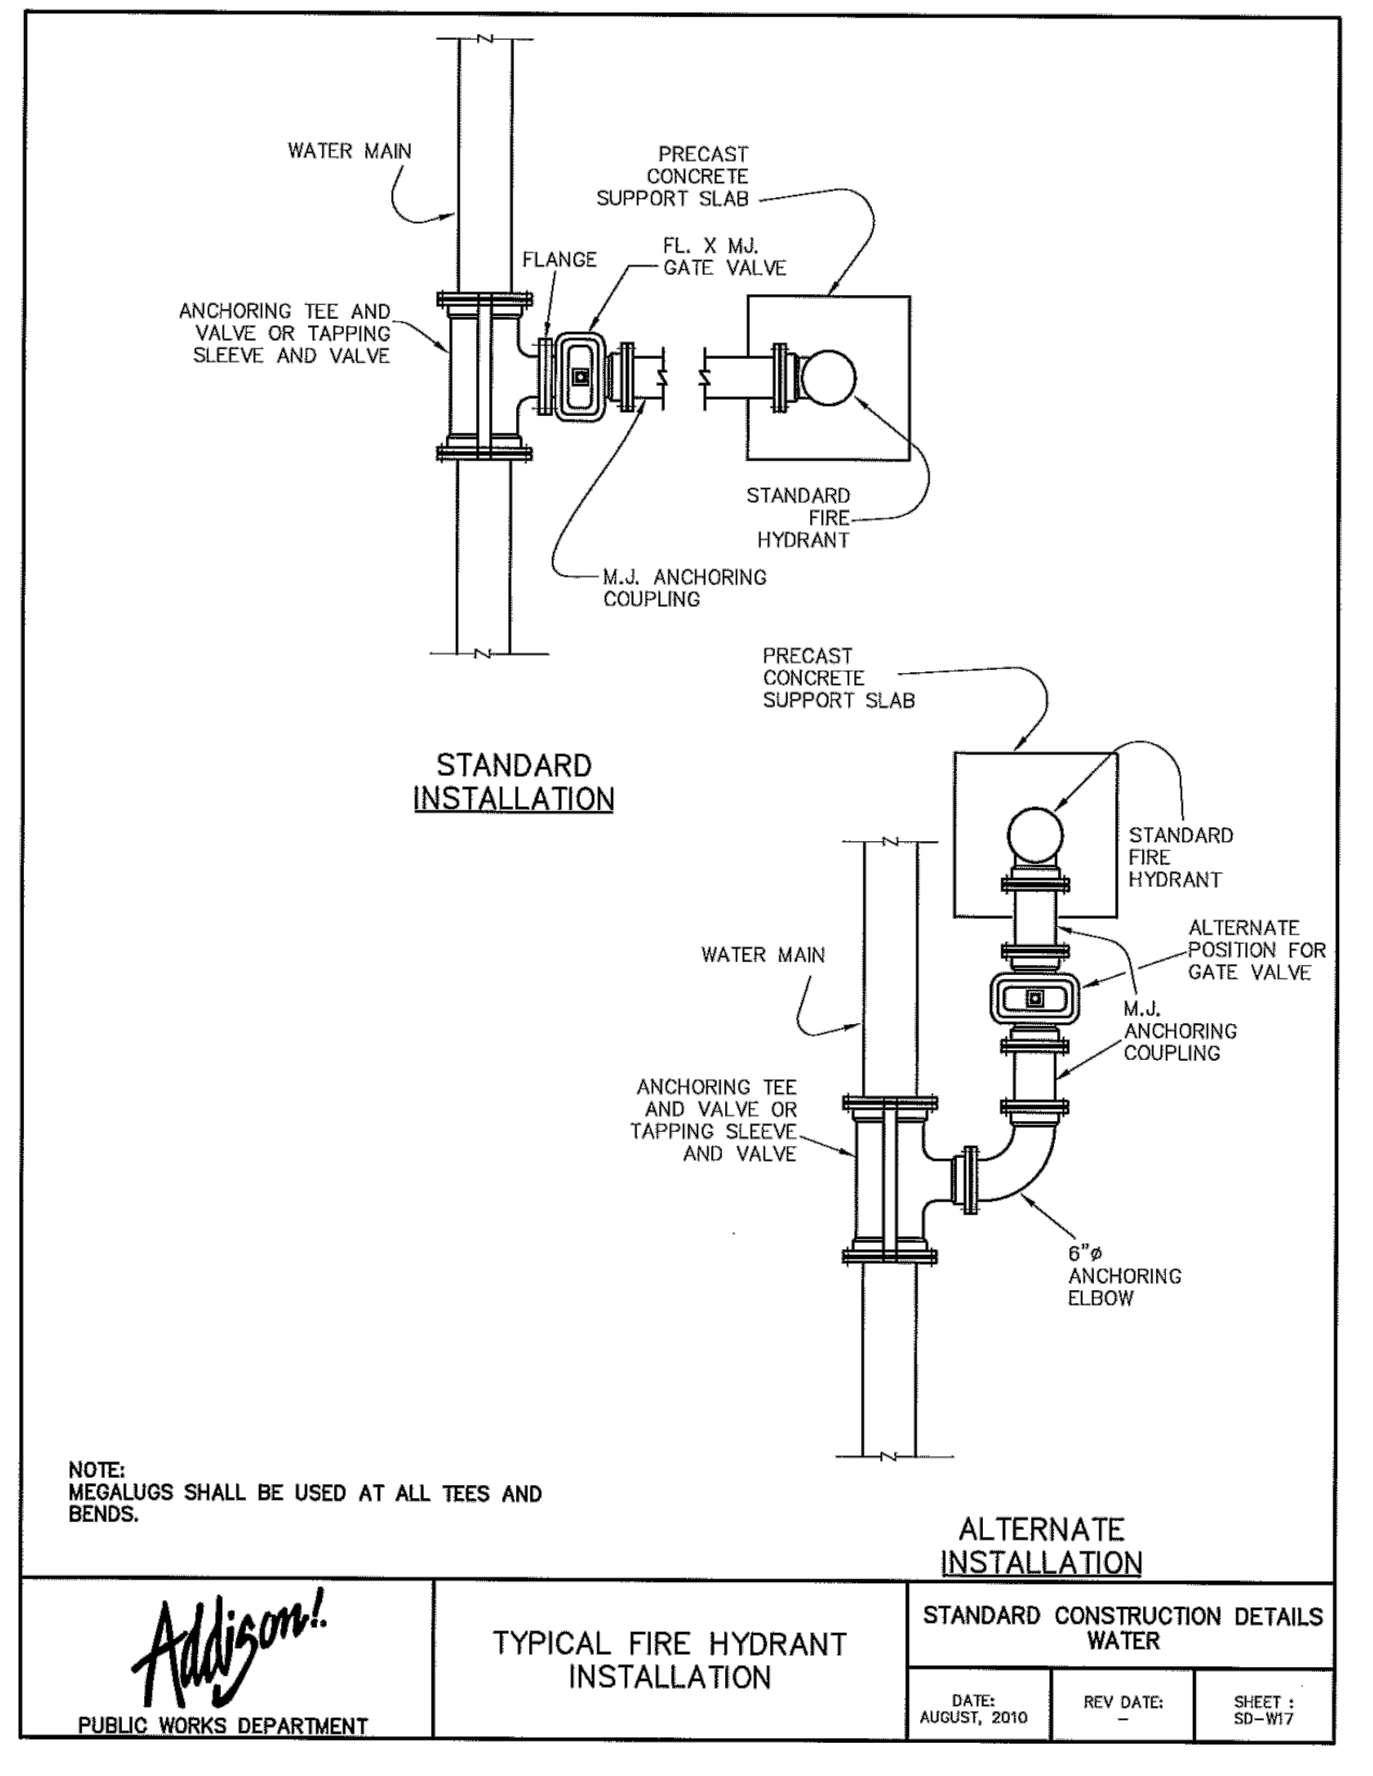 WATER MAIN
PRECAST
CONCRETE
SUPPORT SLAB
FLANGE
FL. X MJ.
GATE VALVE
ANCHORING TEE AND
VALVE OR TAPPING
SLEEVE AND VALVE
STANDARD
FIRE
HYDRANT
M.J. ANCHORING
COUPLING
STANDARD
INSTALLATION
PRECAST
CONCRETE
SUPPORT SLAB
STANDARD
FIRE
HYDRANT
ALTERNATE
POSITION FOR
GATE VALVE
WATER MAIN
M.J.
ANCHORING
COUPLING
ANCHORING TEE
AND VALVE OR
TAPPING SLEEVE
AND VALVE
6"ø
ANCHORING
ELBOW
NOTE:
MEGALUGS SHALL BE USED AT ALL TEES AND
BENDS.
ALTERNATE
INSTALLATION
Addison!
PUBLIC WORKS DEPARTMENT
TYPICAL FIRE HYDRANT
INSTALLATION
STANDARD CONSTRUCTION DETAILS
WATER
DATE:
AUGUST, 2010
REV DATE:
–
SHEET :
SD-W17